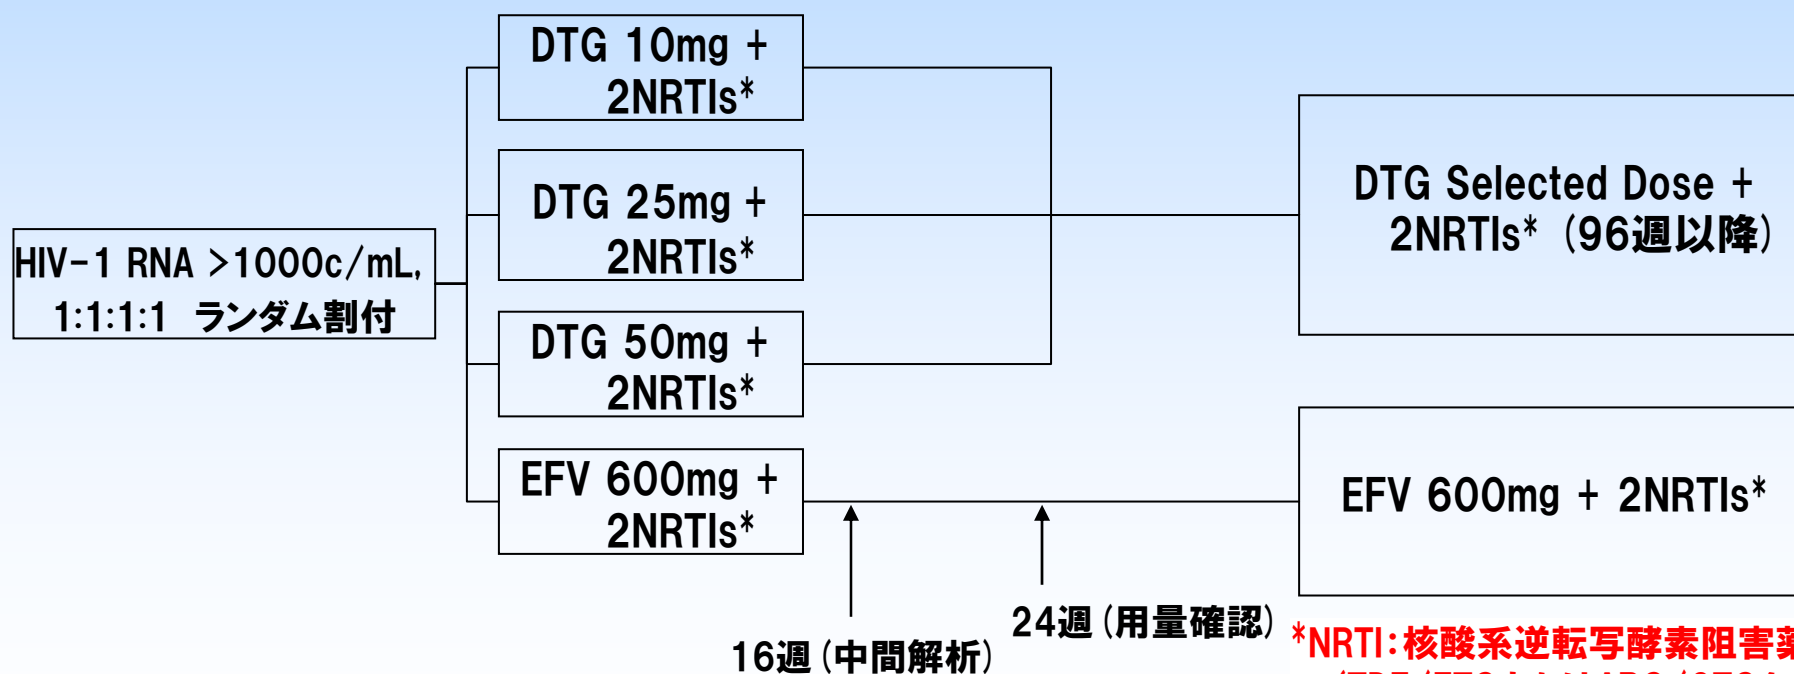 HIV-1 RNA >1000c/mL,
1:1:1:1 ランダム割付
DTG 10mg +
2NRTIs*
DTG 25mg +
2NRTIs*
DTG 50mg +
2NRTIs*
EFV 600mg +
2NRTIs*
DTG Selected Dose +
2NRTIs* (96週以降)
EFV 600mg + 2NRTIs*
16週(中間解析)
24週(用量確認)
*NRTI:核酸系逆転写酵素阻害薬